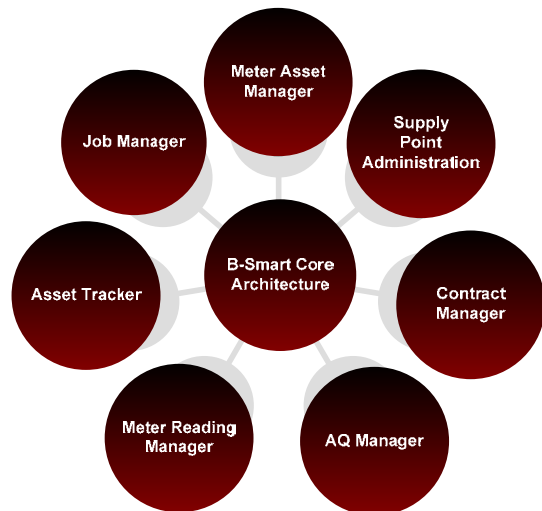 Meter Asset
Manager
Supply
Point
Administration
Job Manager
B-Smart Core
Architecture
Asset Tracker
Contract
Manager
Meter Reading
Manager
AQ Manager